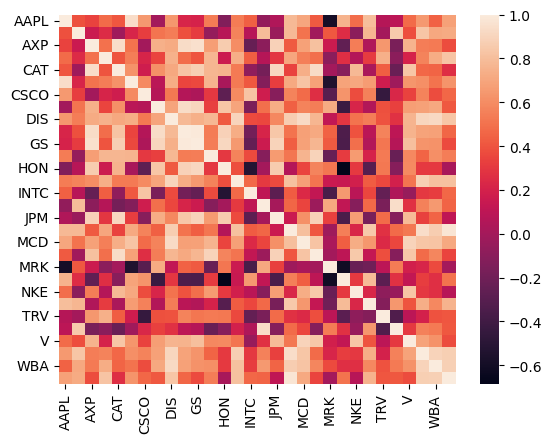 AAPL
AXP
CAT
CSCO
DIS
GS
HON
INTC
JPM
MCD
MRK
NKE
TRV
V
WBA
AAPL
AXP
CAT
CSCO
DIS
GS
HON
INTC
JPM
MCD
MRK
NKE
TRV
V
WBA
1.0
0.8
0.6
0.4
0.2
0.0
−0.2
−0.4
−0.6